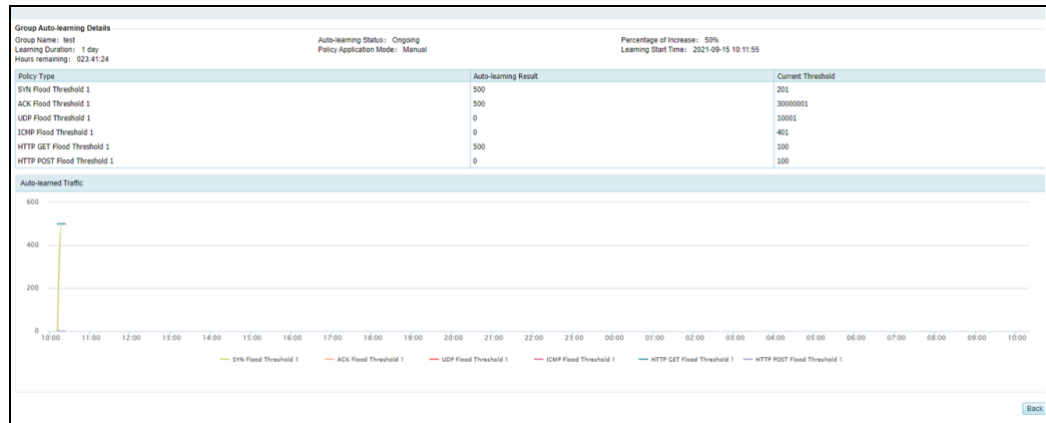 Group Auto-learning Details
Group Name: test Auto-learning Status: Ongoing Percentage of Increase: 50%
Learning Duration: 1 day Policy Application Mode: Manual Learning Start Time: 2021-09-15 10:11:55
Hours remaining: 023:41:24
Policy Type Auto-learning Result Current Threshold
SYN Flood Threshold 1 500 201
ACK Flood Threshold 1 500 30000001
UDP Flood Threshold 1 0 10001
ICMP Flood Threshold 1 0 401
HTTP GET Flood Threshold 1 500 100
HTTP POST Flood Threshold 1 0 100
Auto-learned Traffic
600
400
200
0
10:00 11:00 12:00 13:00 14:00 15:00 16:00 17:00 18:00 19:00 20:00 21:00 22:00 23:00 00:00 01:00 02:00 03:00 04:00 05:00 06:00 07:00 08:00 09:00 10:00
SYN Flood Threshold 1 ACK Flood Threshold 1 UDP Flood Threshold 1 ICMP Flood Threshold 1 HTTP GET Flood Threshold 1 HTTP POST Flood Threshold 1
Back